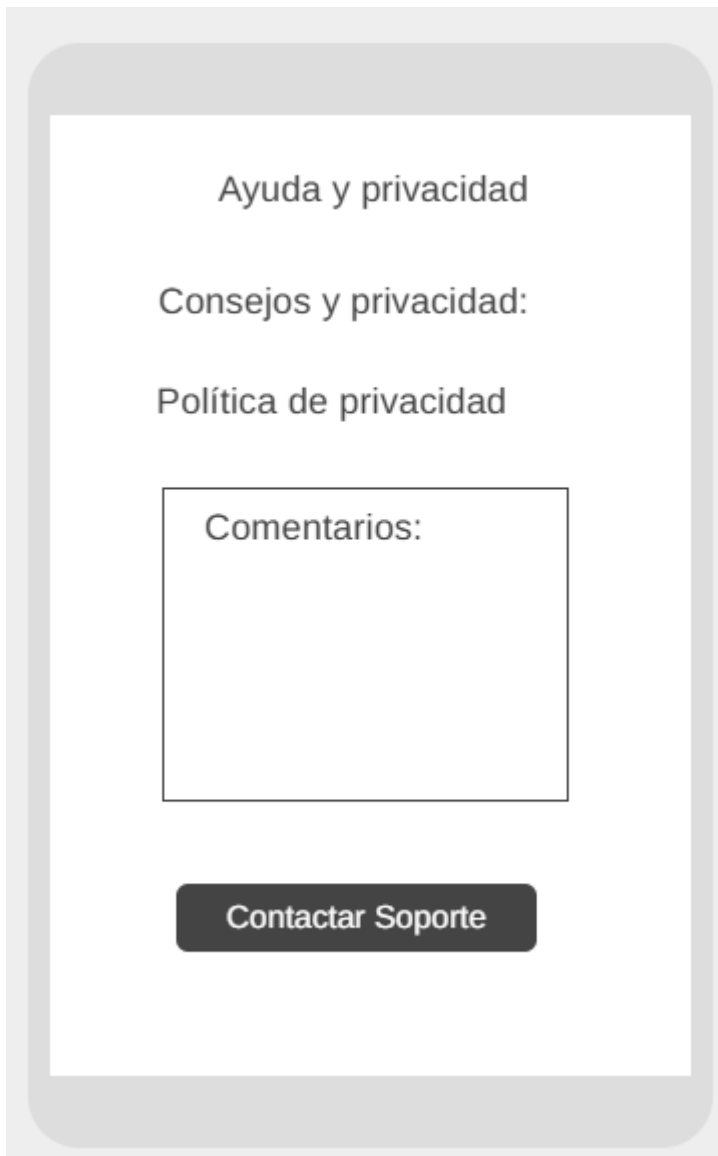 Ayuda y privacidad
Consejos y privacidad:
Política de privacidad
Comentarios:
Contactar Soporte